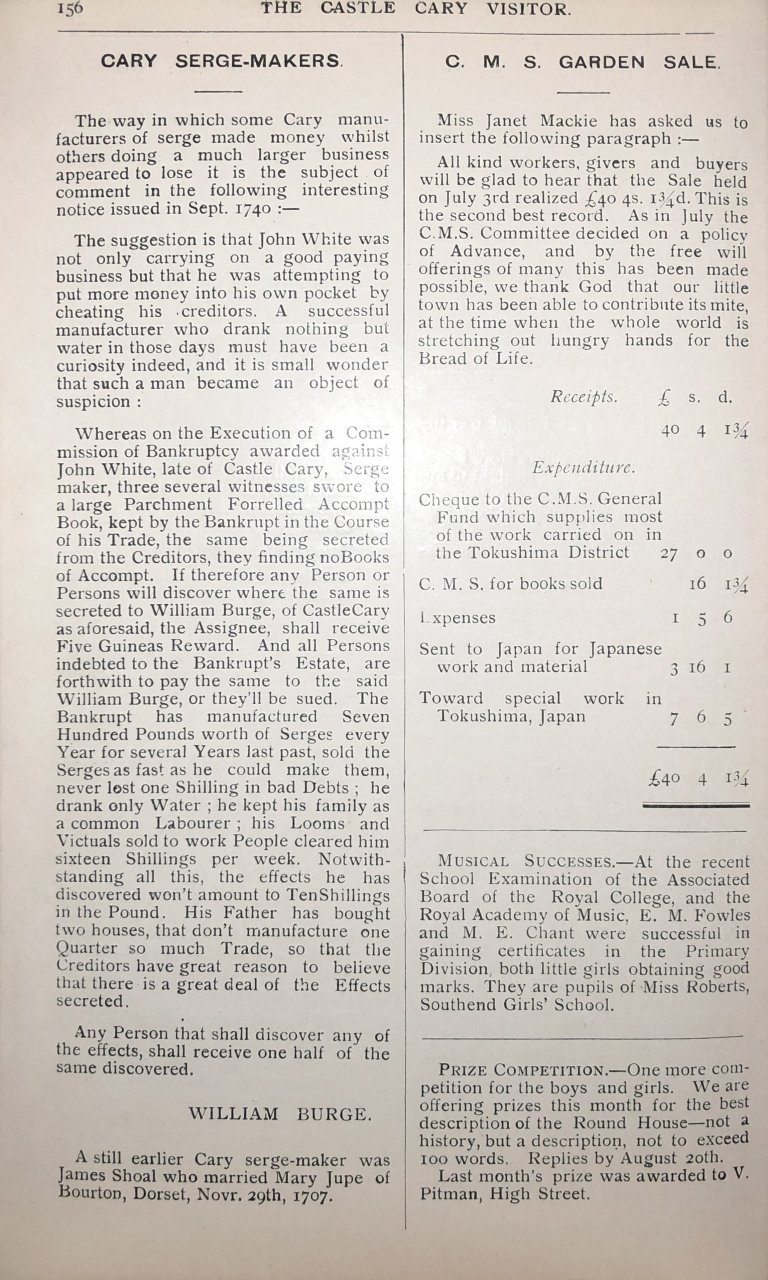 156
THE CASTLE CARY VISITOR.
CARY SERGE-MAKERS.
The way in which some Cary manu-
facturers of serge made money whilst
others doing a much larger business
appeared to lose it is the subject of
comment in the following interesting
notice issued in Sept. 1740 :—
The suggestion is that John White was
not only carrying on a good paying
business but that he was attempting to
put more money into his own pocket by
cheating his creditors. A successful
manufacturer who drank nothing but
water in those days must have been a
curiosity indeed, and it is small wonder
that such a man became an object of
suspicion :
Whereas on the Execution of a Com-
mission of Bankruptcy awarded against
John White, late of Castle Cary, Serge
maker, three several witnesses swore to
a large Parchment Forrelled Accompt
Book, kept by the Bankrupt in the Course
of his Trade, the same being secreted
from the Creditors, they finding noBooks
of Accompt. If therefore any Person or
Persons will discover where the same is
secreted to William Burge, of CastleCary
as aforesaid, the Assignee, shall receive
Five Guineas Reward. And all Persons
indebted to the Bankrupt's Estate, are
forthwith to pay the same to the said
William Burge, or they'll be sued. The
Bankrupt has manufactured Seven
Hundred Pounds worth of Serges every
Year for several Years last past, sold the
Serges as fast as he could make them,
never lost one Shilling in bad Debts ; he
drank only Water ; he kept his family as
a common Labourer ; his Looms and
Victuals sold to work People cleared him
sixteen Shillings per week. Notwith-
standing all this, the effects he has
discovered won't amount to TenShillings
in the Pound. His Father has bought
two houses, that don't manufacture one
Quarter so much Trade, so that the
Creditors have great reason to believe
that there is a great deal of the Effects
secreted.
Any Person that shall discover any of
the effects, shall receive one half of the
same discovered.
WILLIAM BURGE.
A still earlier Cary serge-maker was
James Shoal who married Mary Jupe of
Bourton, Dorset, Novr. 29th, 1707.
C. M. S. GARDEN SALE.
Miss Janet Mackie has asked us to
insert the following paragraph :—
All kind workers, givers and buyers
will be glad to hear that the Sale held
on July 3rd realized £40 4s. 1¾d. This is
the second best record. As in July the
C.M.S. Committee decided on a policy
of Advance, and by the free will
offerings of many this has been made
possible, we thank God that our little
town has been able to contribute its mite,
at the time when the whole world is
stretching out hungry hands for the
Bread of Life.
Receipts. £ s. d.
40 4 1¾
Expenditure.
Cheque to the C.M.S. General
Fund which supplies most
of the work carried on in
the Tokushima District 27 0 0
C. M. S. for books sold 16 1¾
Expenses 1 5 6
Sent to Japan for Japanese
work and material 3 16 1
Toward special work in
Tokushima, Japan 7 6 5
£40 4 1¾
MUSICAL SUCCESSES.—At the recent
School Examination of the Associated
Board of the Royal College, and the
Royal Academy of Music, E. M. Fowles
and M. E. Chant were successful in
gaining certificates in the Primary
Division, both little girls obtaining good
marks. They are pupils of Miss Roberts,
Southend Girls' School.
PRIZE COMPETITION.—One more com-
petition for the boys and girls. We are
offering prizes this month for the best
description of the Round House—not a
history, but a description, not to exceed
100 words. Replies by August 20th.
Last month's prize was awarded to V.
Pitman, High Street.